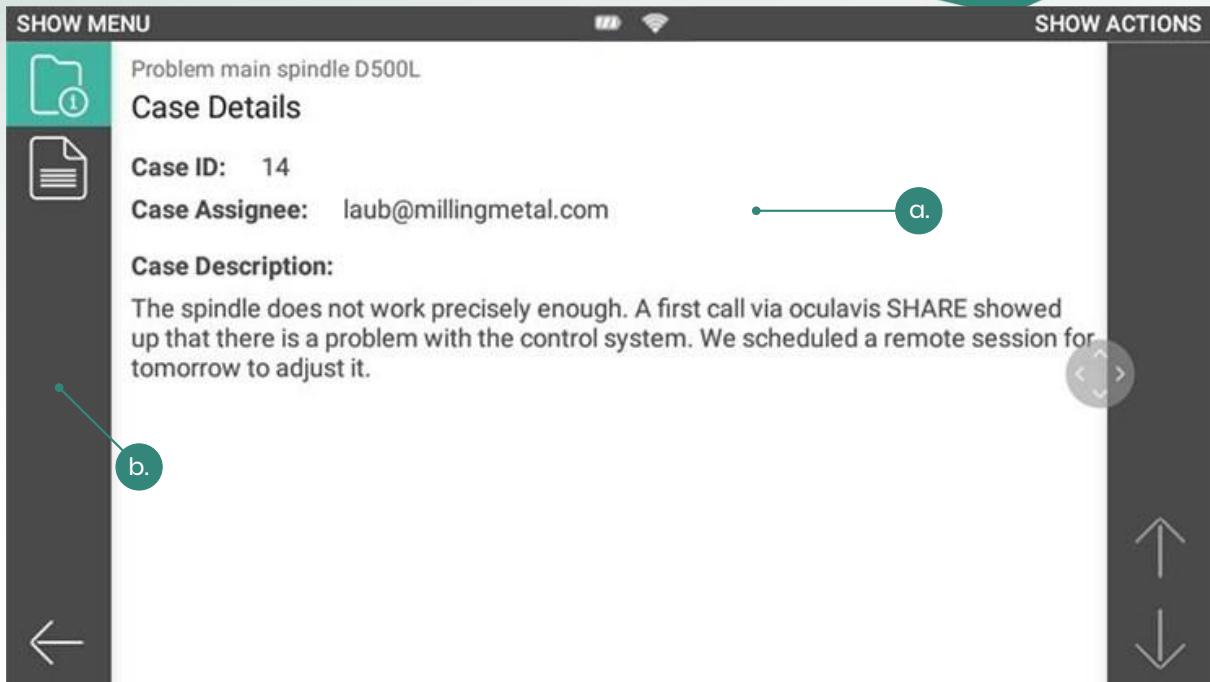 SHOW MENU
SHOW ACTIONS
Problem main spindle D500L
Case Details
Case ID: 14
Case Assignee: laub@millingmetal.com
a.
Case Description:
The spindle does not work precisely enough. A first call via oculavis SHARE showed
up that there is a problem with the control system. We scheduled a remote session for
tomorrow to adjust it.
b.